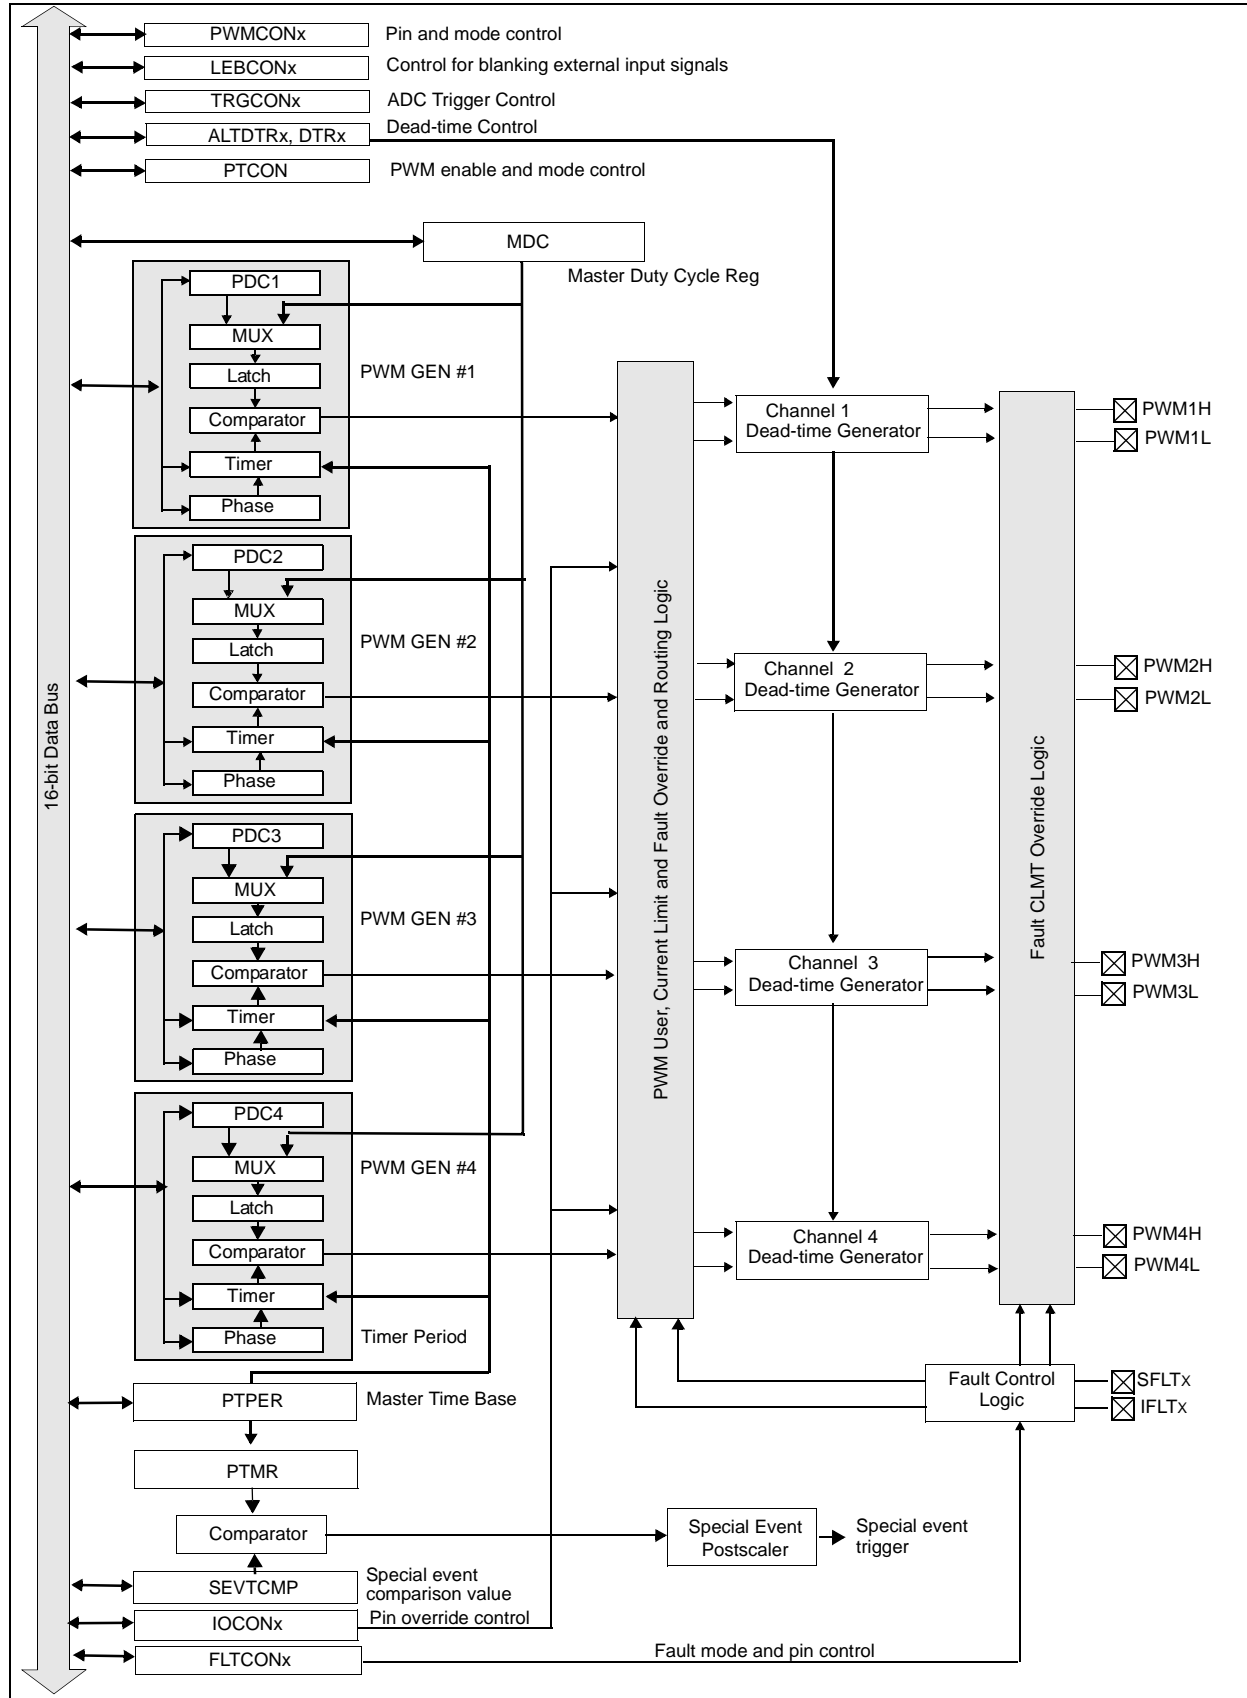 PWMCONx
Pin and mode control
LEBCONx
Control for blanking external input signals
TRGCONx
ADC Trigger Control
ALTDTRx, DTRx
Dead-time Control
PTCON
PWM enable and mode control
MDC
Master Duty Cycle Reg
16-bit Data Bus
PDC1
MUX
Latch
Comparator
Timer
Phase
PWM GEN #1
PDC2
MUX
Latch
Comparator
Timer
Phase
PWM GEN #2
PDC3
MUX
Latch
Comparator
Timer
Phase
PWM GEN #3
PDC4
MUX
Latch
Comparator
Timer
Phase
PWM GEN #4
Timer Period
PWM User, Current Limit and Fault Override and Routing Logic
Channel 1
Dead-time Generator
Channel 2
Dead-time Generator
Channel 3
Dead-time Generator
Channel 4
Dead-time Generator
Fault CLMT Override Logic
PWM1H
PWM1L
PWM2H
PWM2L
PWM3H
PWM3L
PWM4H
PWM4L
Fault Control
Logic
SFLTX
IFLTX
PTPER
Master Time Base
PTMR
Comparator
Special Event
Postscaler
Special event
trigger
SEVTCMP
Special event
comparison value
IOCONx
Pin override control
FLTCONx
Fault mode and pin control